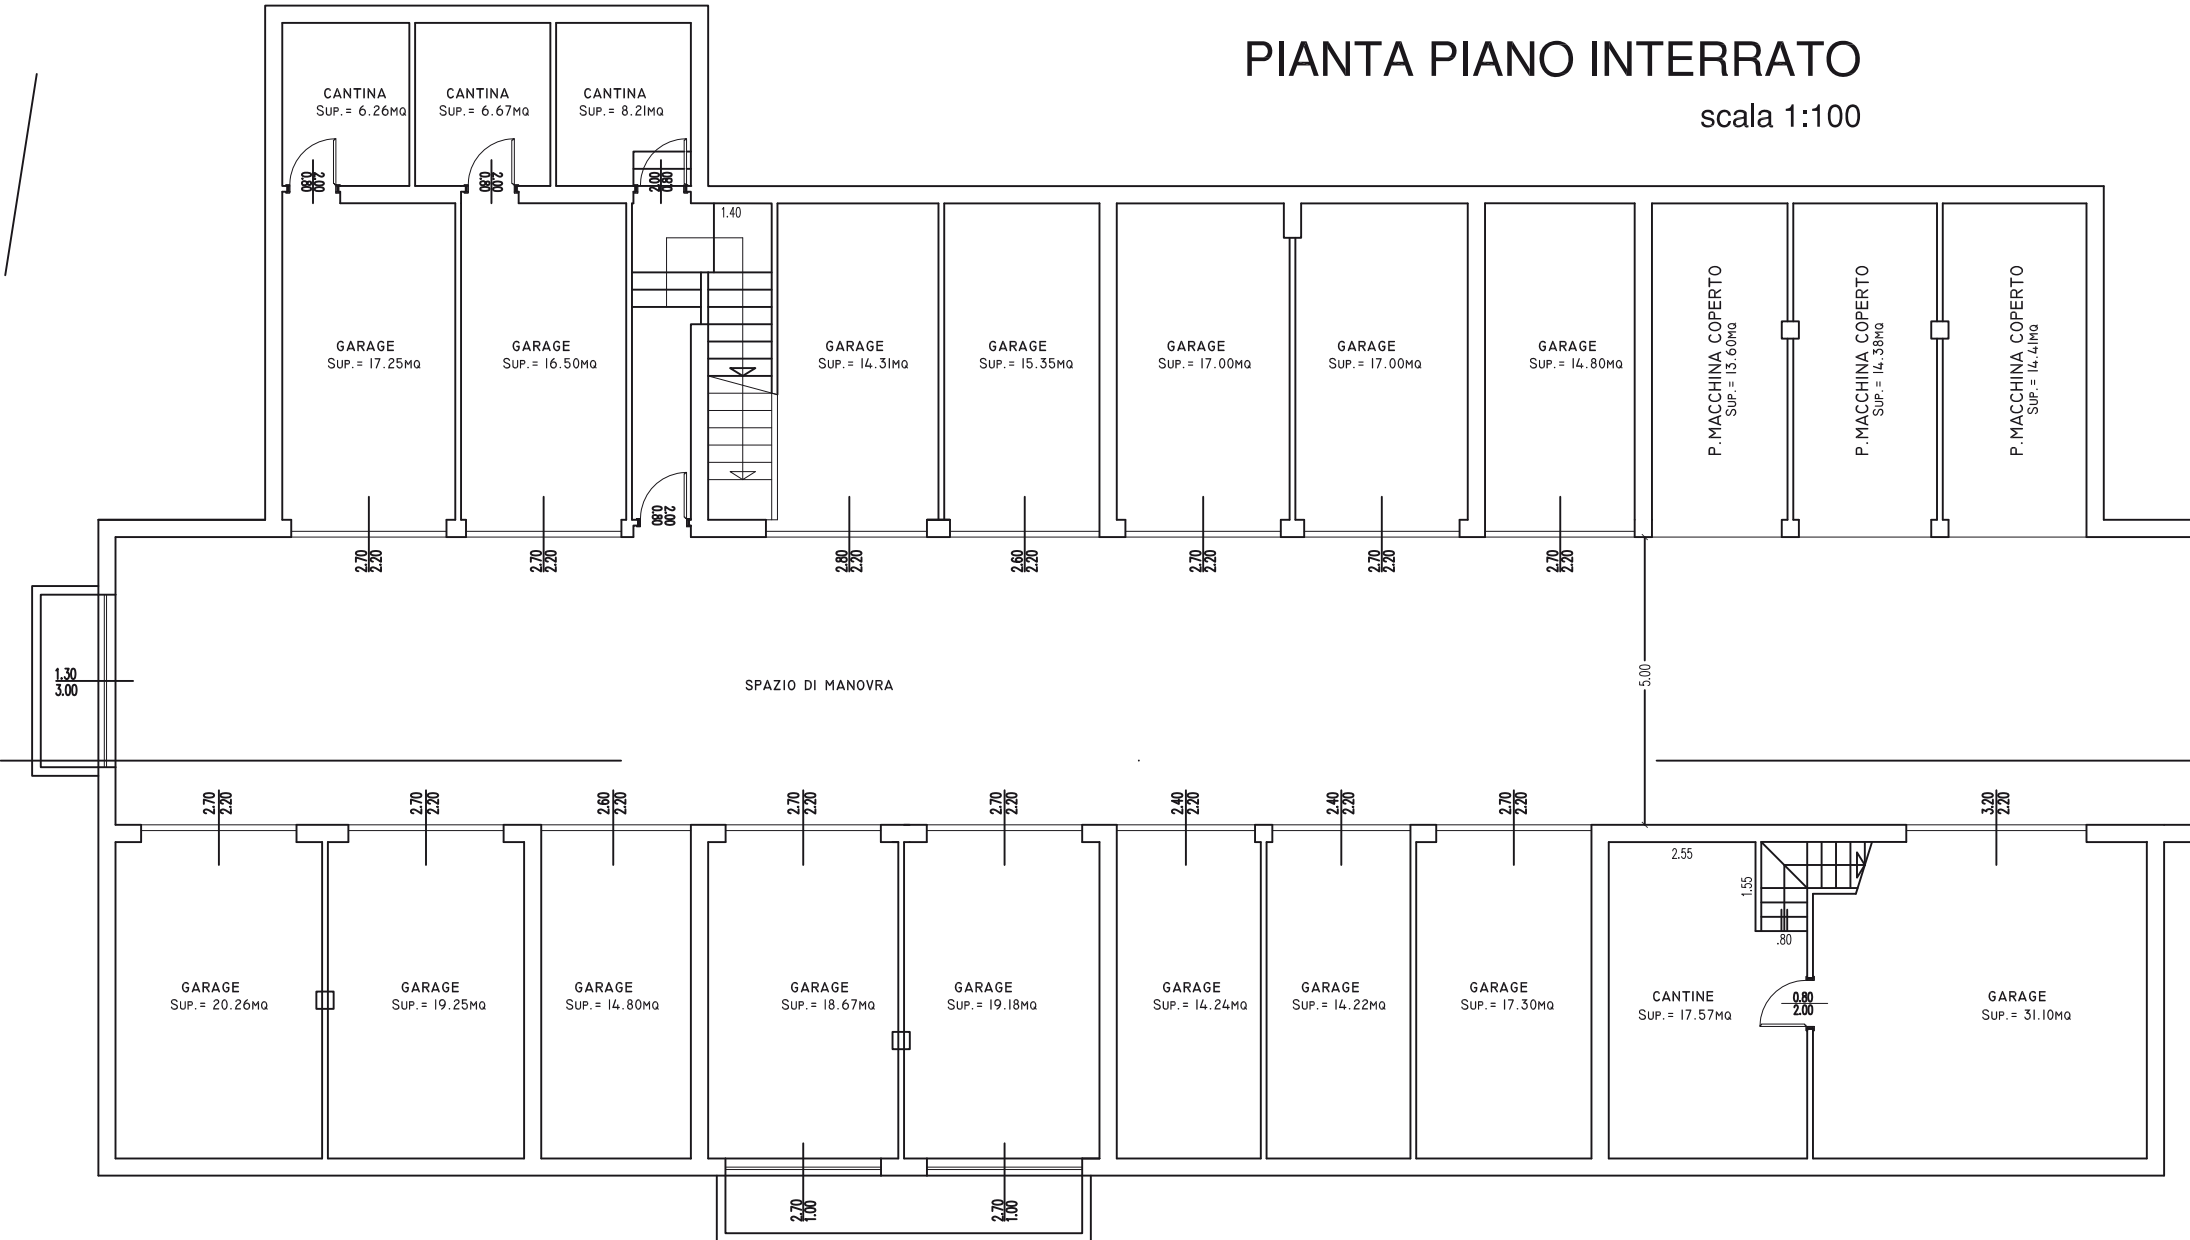 PIANTA PIANO INTERRATO
scala 1:100
CANTINA
SUP.= 6.26MQ
CANTINA
SUP.= 6.67MQ
CANTINA
SUP.= 8.21MQ
0.80
2.00
0.80
2.00
2.00
0.80
1.40
GARAGE
SUP.= 17.25MQ
GARAGE
SUP.= 16.50MQ
GARAGE
SUP.= 14.31MQ
GARAGE
SUP.= 15.35MQ
GARAGE
SUP.= 17.00MQ
GARAGE
SUP.= 17.00MQ
GARAGE
SUP.= 14.80MQ
P.MACCHINA COPERTO
SUP.= 13.60MQ
P.MACCHINA COPERTO
SUP.= 14.38MQ
P.MACCHINA COPERTO
SUP.= 14.41MQ
0.80
2.00
2.70
2.20
2.70
2.20
2.80
2.20
2.60
2.20
2.70
2.20
2.70
2.20
2.70
2.20
1.30
3.00
SPAZIO DI MANOVRA
5.00
2.70
2.20
2.70
2.20
2.60
2.20
2.70
2.20
2.70
2.20
2.40
2.20
2.40
2.20
2.70
2.20
3.20
2.20
2.55
1.55
.80
GARAGE
SUP.= 20.26MQ
GARAGE
SUP.= 19.25MQ
GARAGE
SUP.= 14.80MQ
GARAGE
SUP.= 18.67MQ
GARAGE
SUP.= 19.18MQ
GARAGE
SUP.= 14.24MQ
GARAGE
SUP.= 14.22MQ
GARAGE
SUP.= 17.30MQ
CANTINE
SUP.= 17.57MQ
0.80
2.00
GARAGE
SUP.= 31.10MQ
2.70
1.00
2.70
1.00